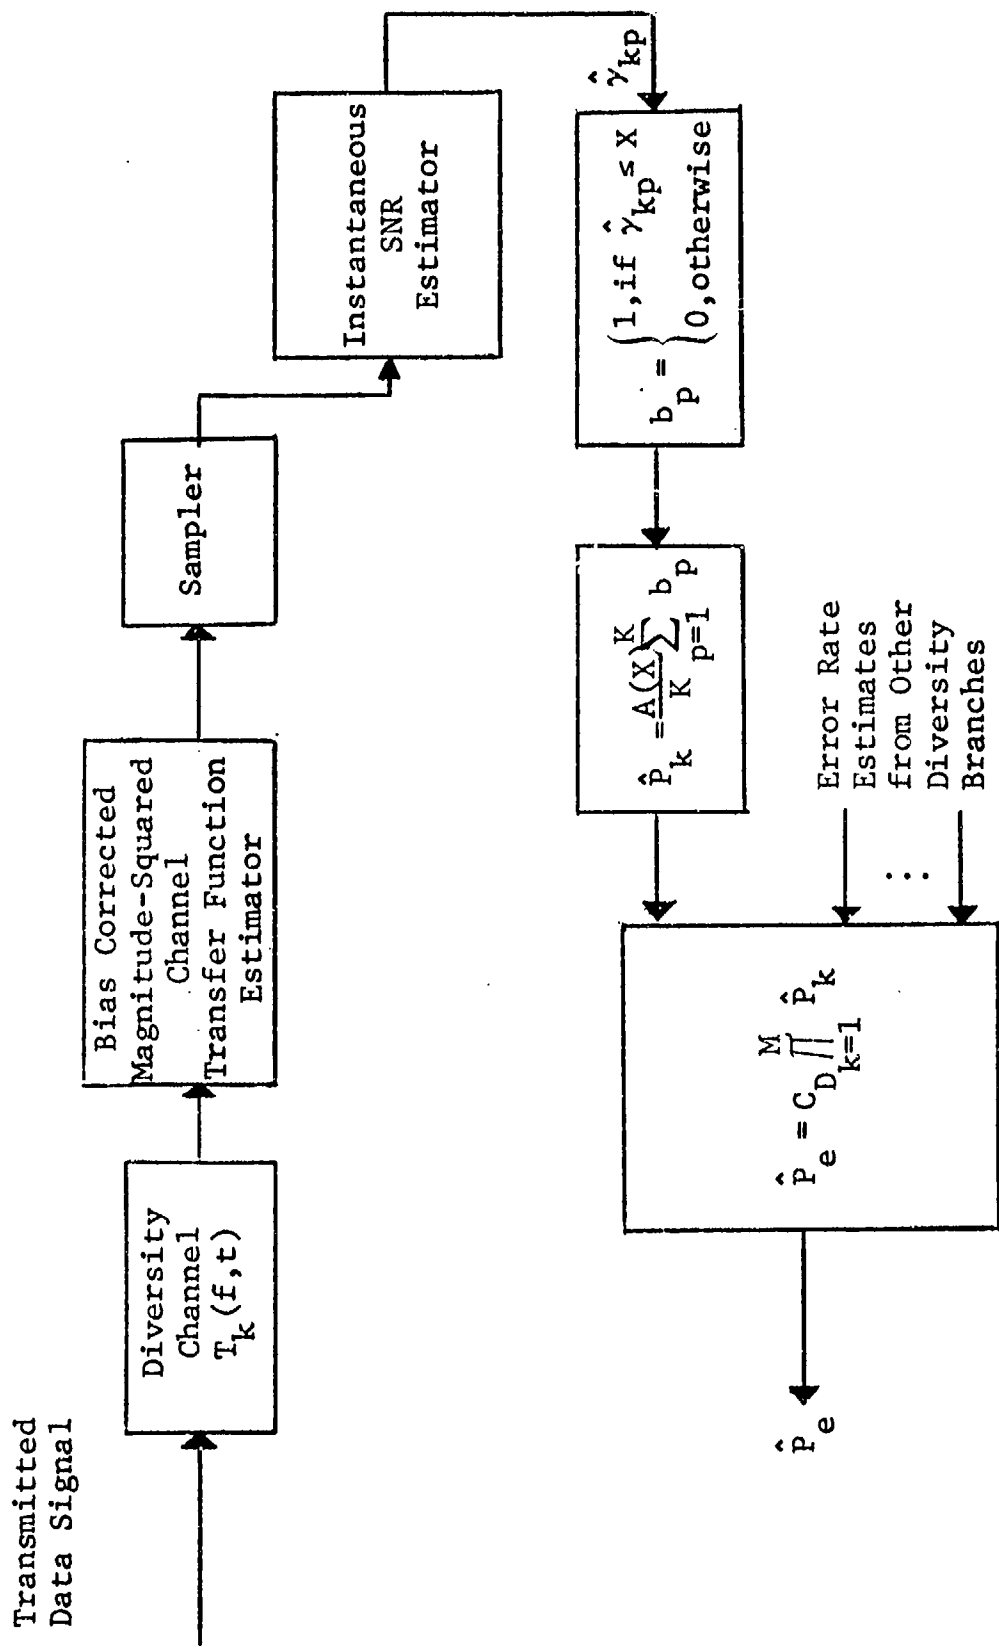 Transmitted
Data Signal
Diversity
Channel
T_k(f,t)
Bias Corrected
Magnitude-Squared
Channel
Transfer Function
Estimator
Sampler
Instantaneous
SNR
Estimator
γ̂_kp
b_p = {1,if γ̂_kp ≤ X
0,otherwise
P̂_k = A(X)/K ∑_{p=1}^{K} b_p
Error Rate
Estimates
from Other
Diversity
Branches
...
P̂_e = C_D ∏_{k=1}^{M} P̂_k
P̂_e